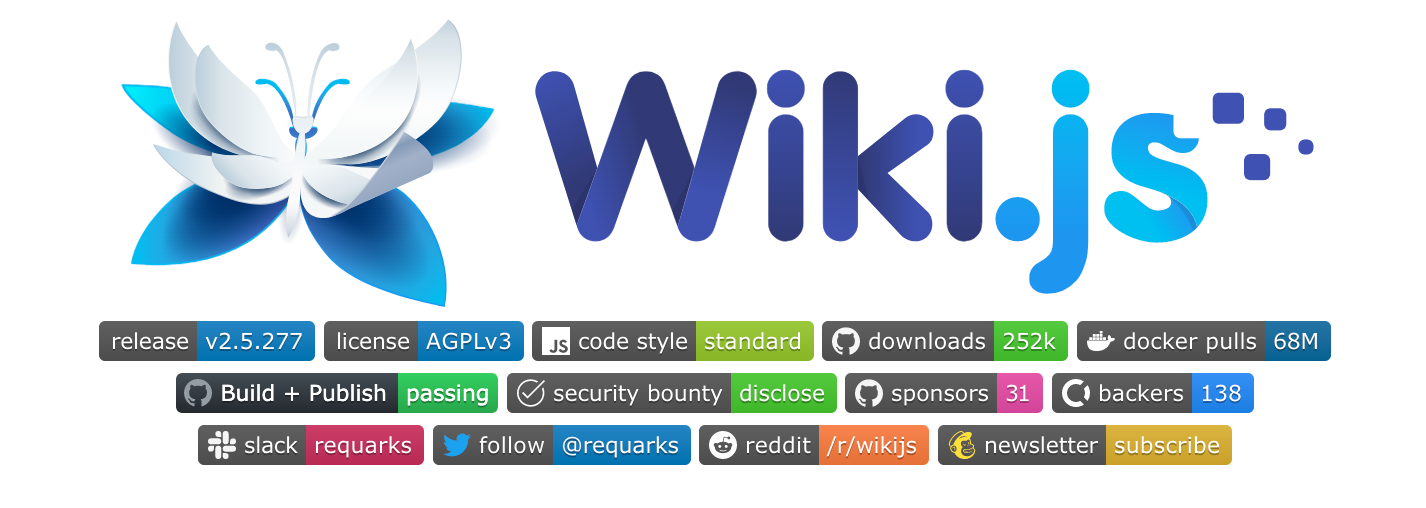 Wiki.js
release v2.5.277 license AGPLv3 JS code style standard downloads 252k docker pulls 68M
Build + Publish passing security bounty disclose sponsors 31 backers 138
slack requarks follow @requarks reddit /r/wikijs newsletter subscribe